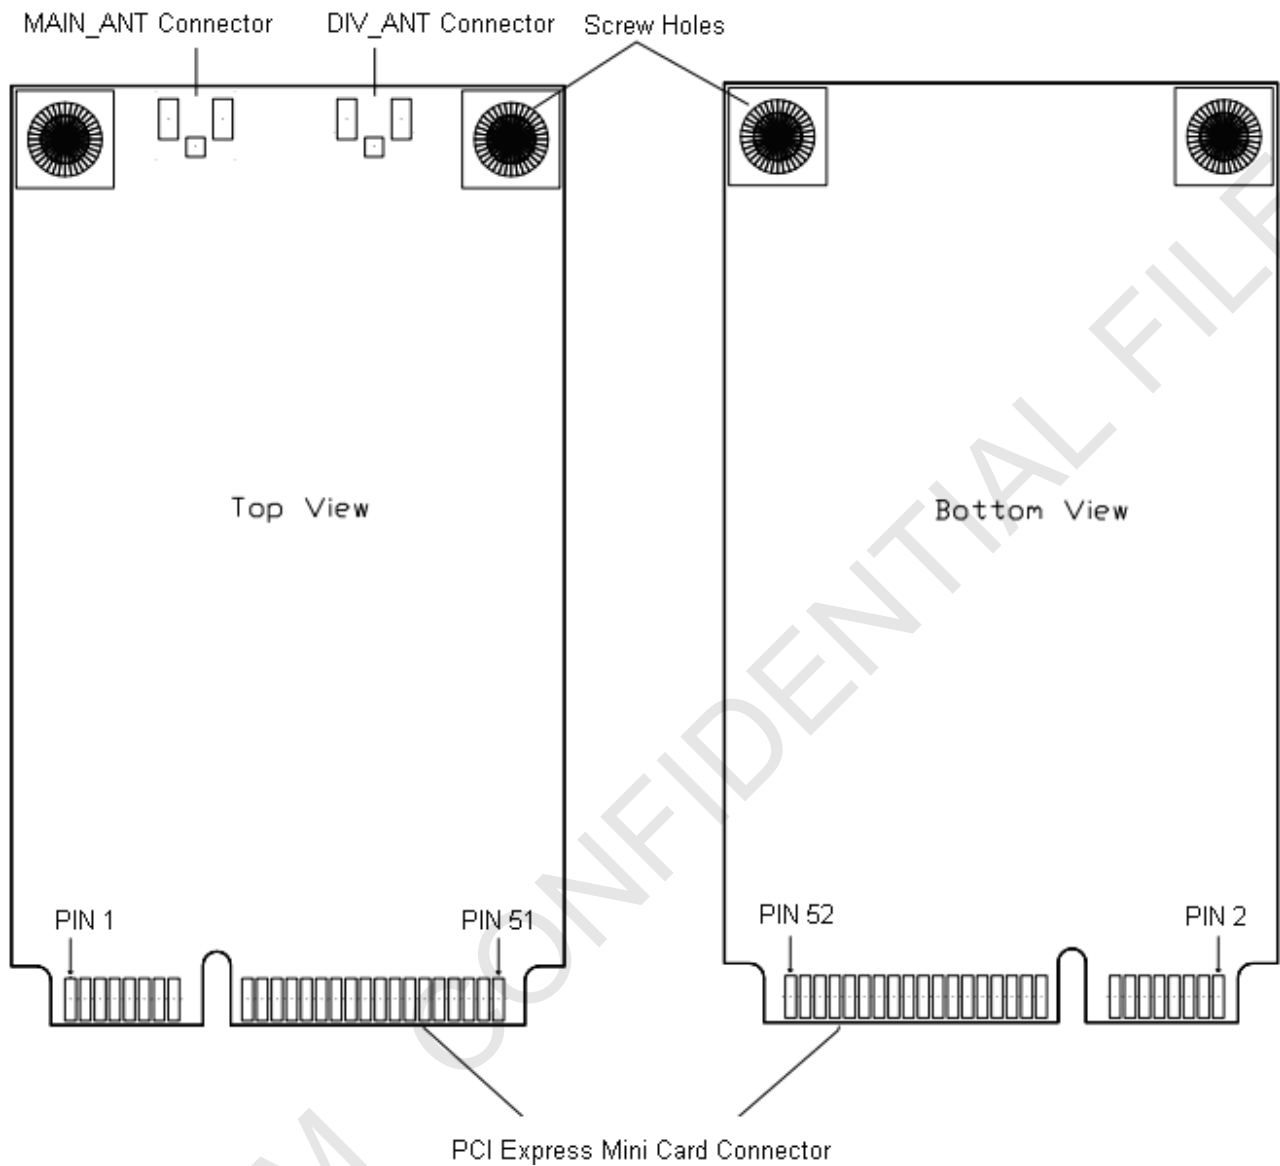 MAIN_ANT Connector
DIV_ANT Connector
Screw Holes
Top View
Bottom View
PIN 1
PIN 51
PIN 52
PIN 2
PCI Express Mini Card Connector
M CONFIDENTIAL FILE